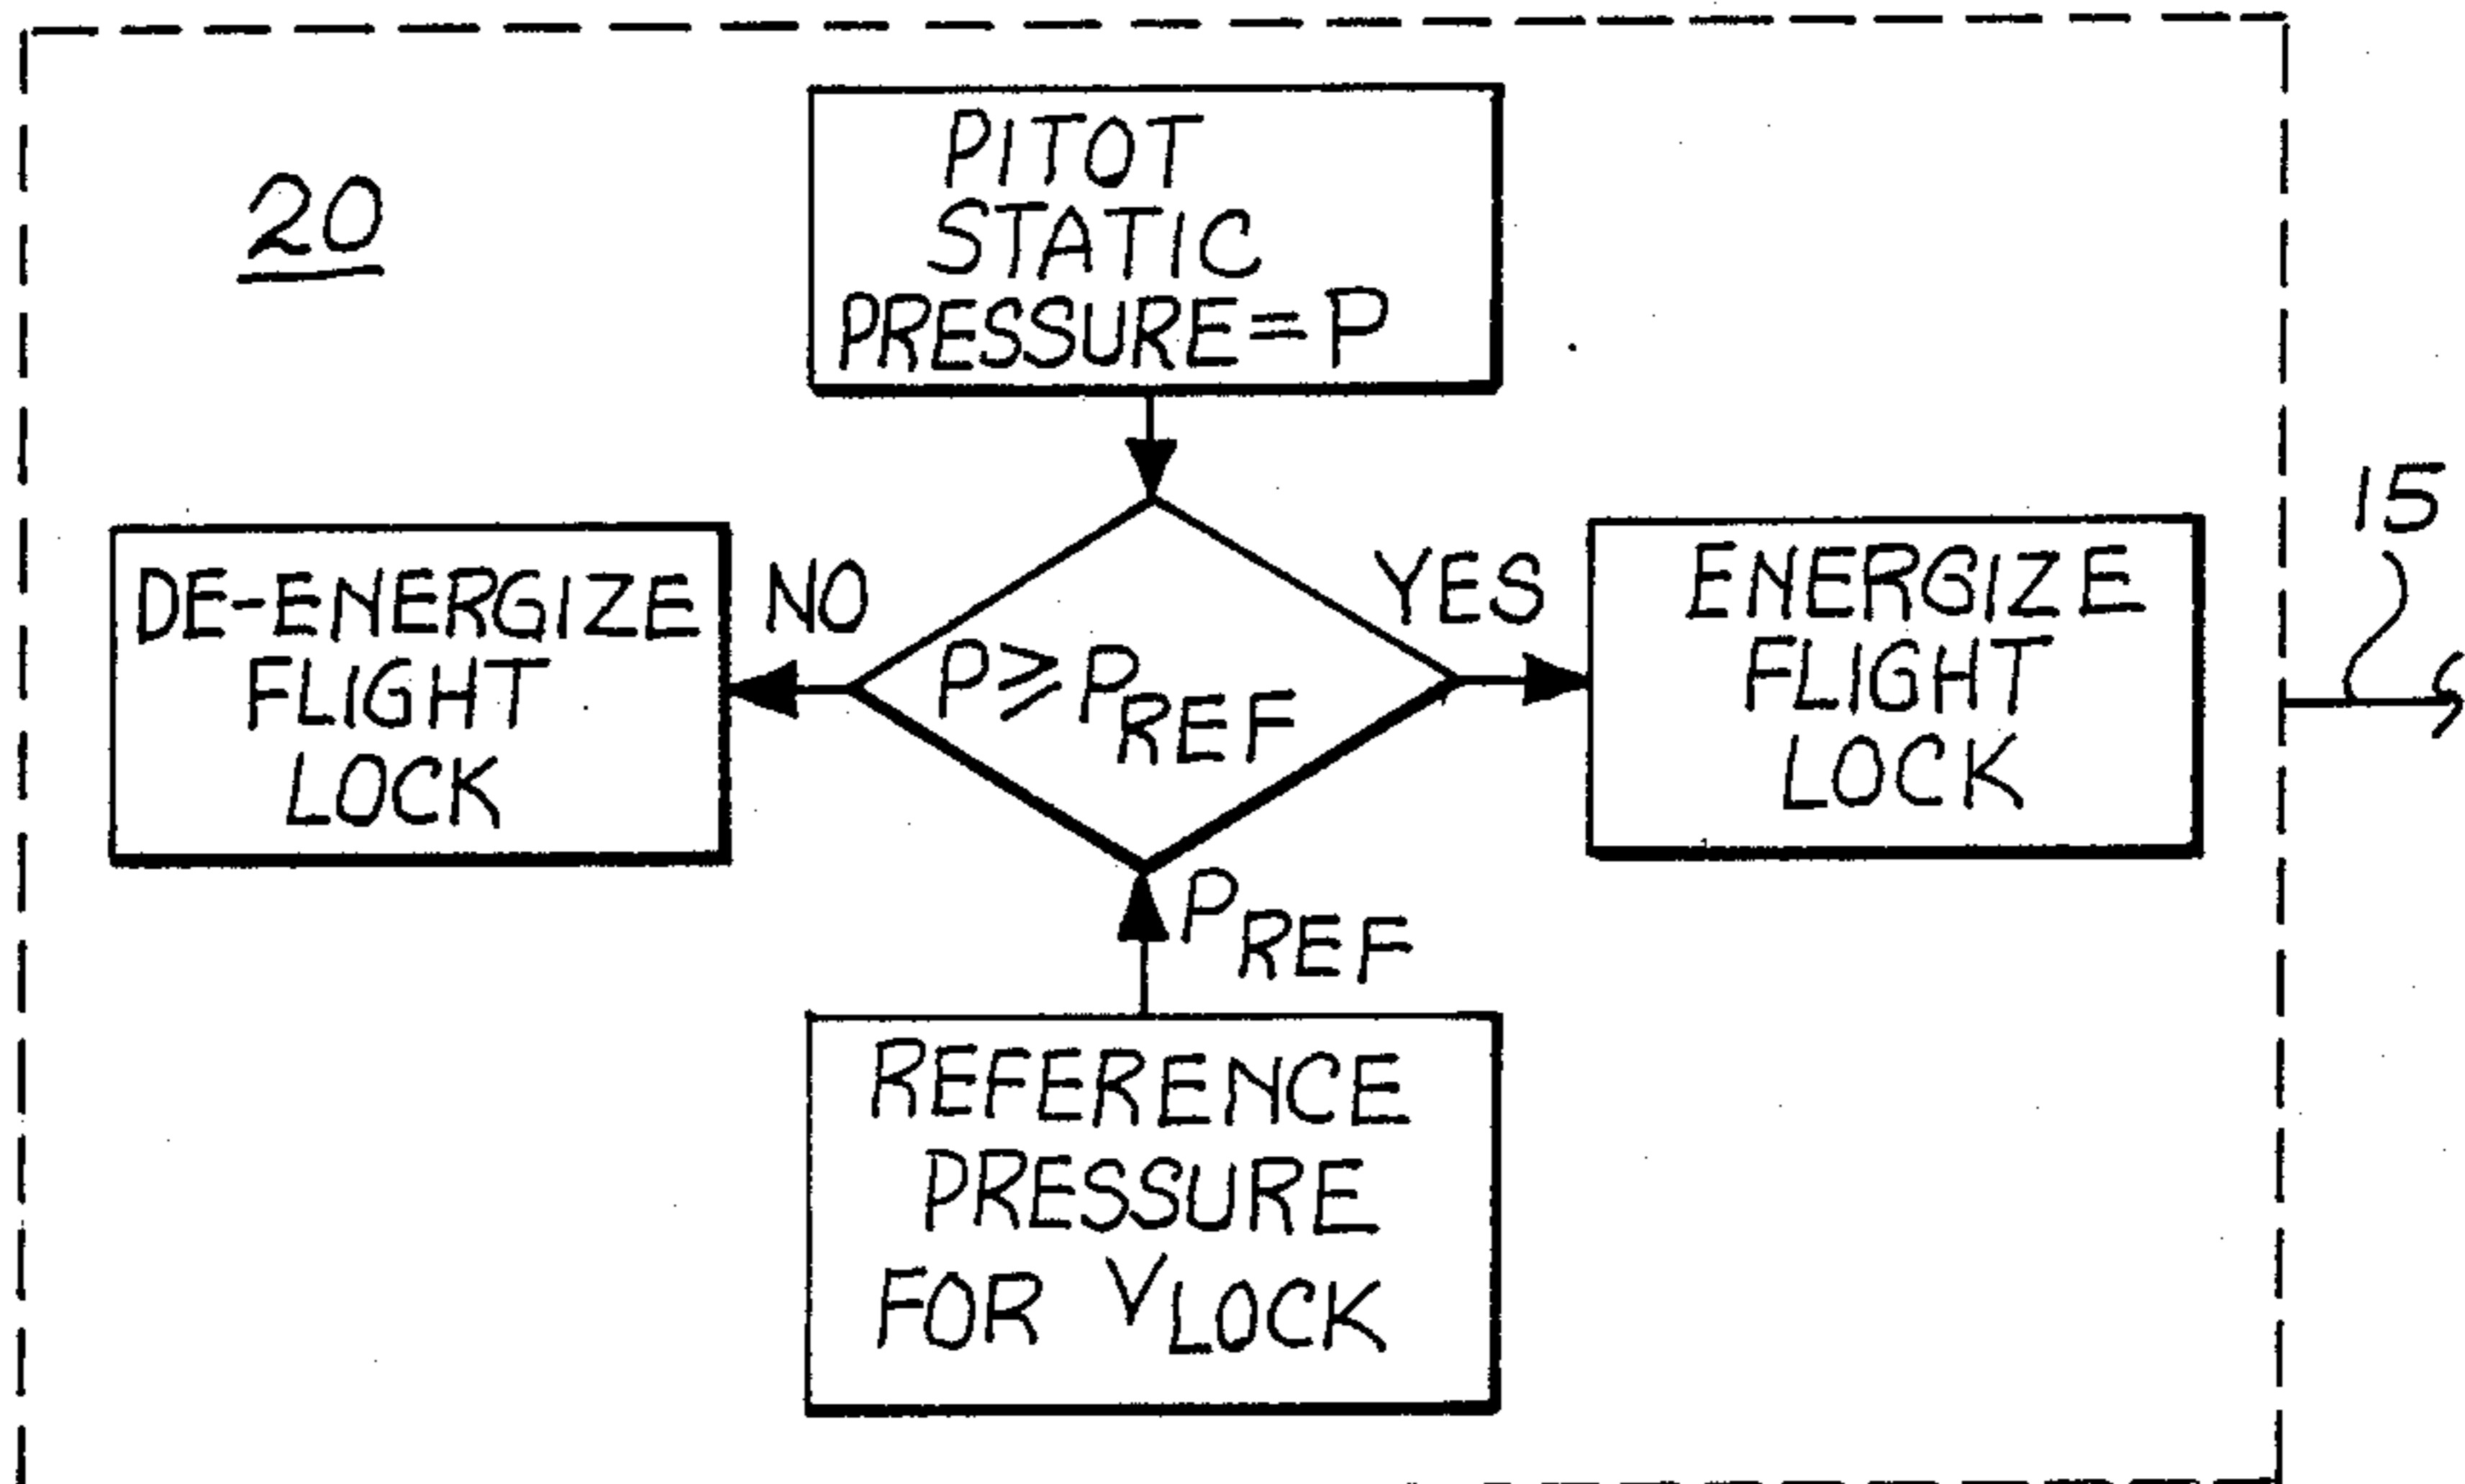 20
PITOT
STATIC
PRESSURE=P
15
DE-ENERGIZE
FLIGHT
LOCK
NO
P≥PREF
YES
ENERGIZE
FLIGHT
LOCK
PREF
REFERENCE
PRESSURE
FOR VLOCK